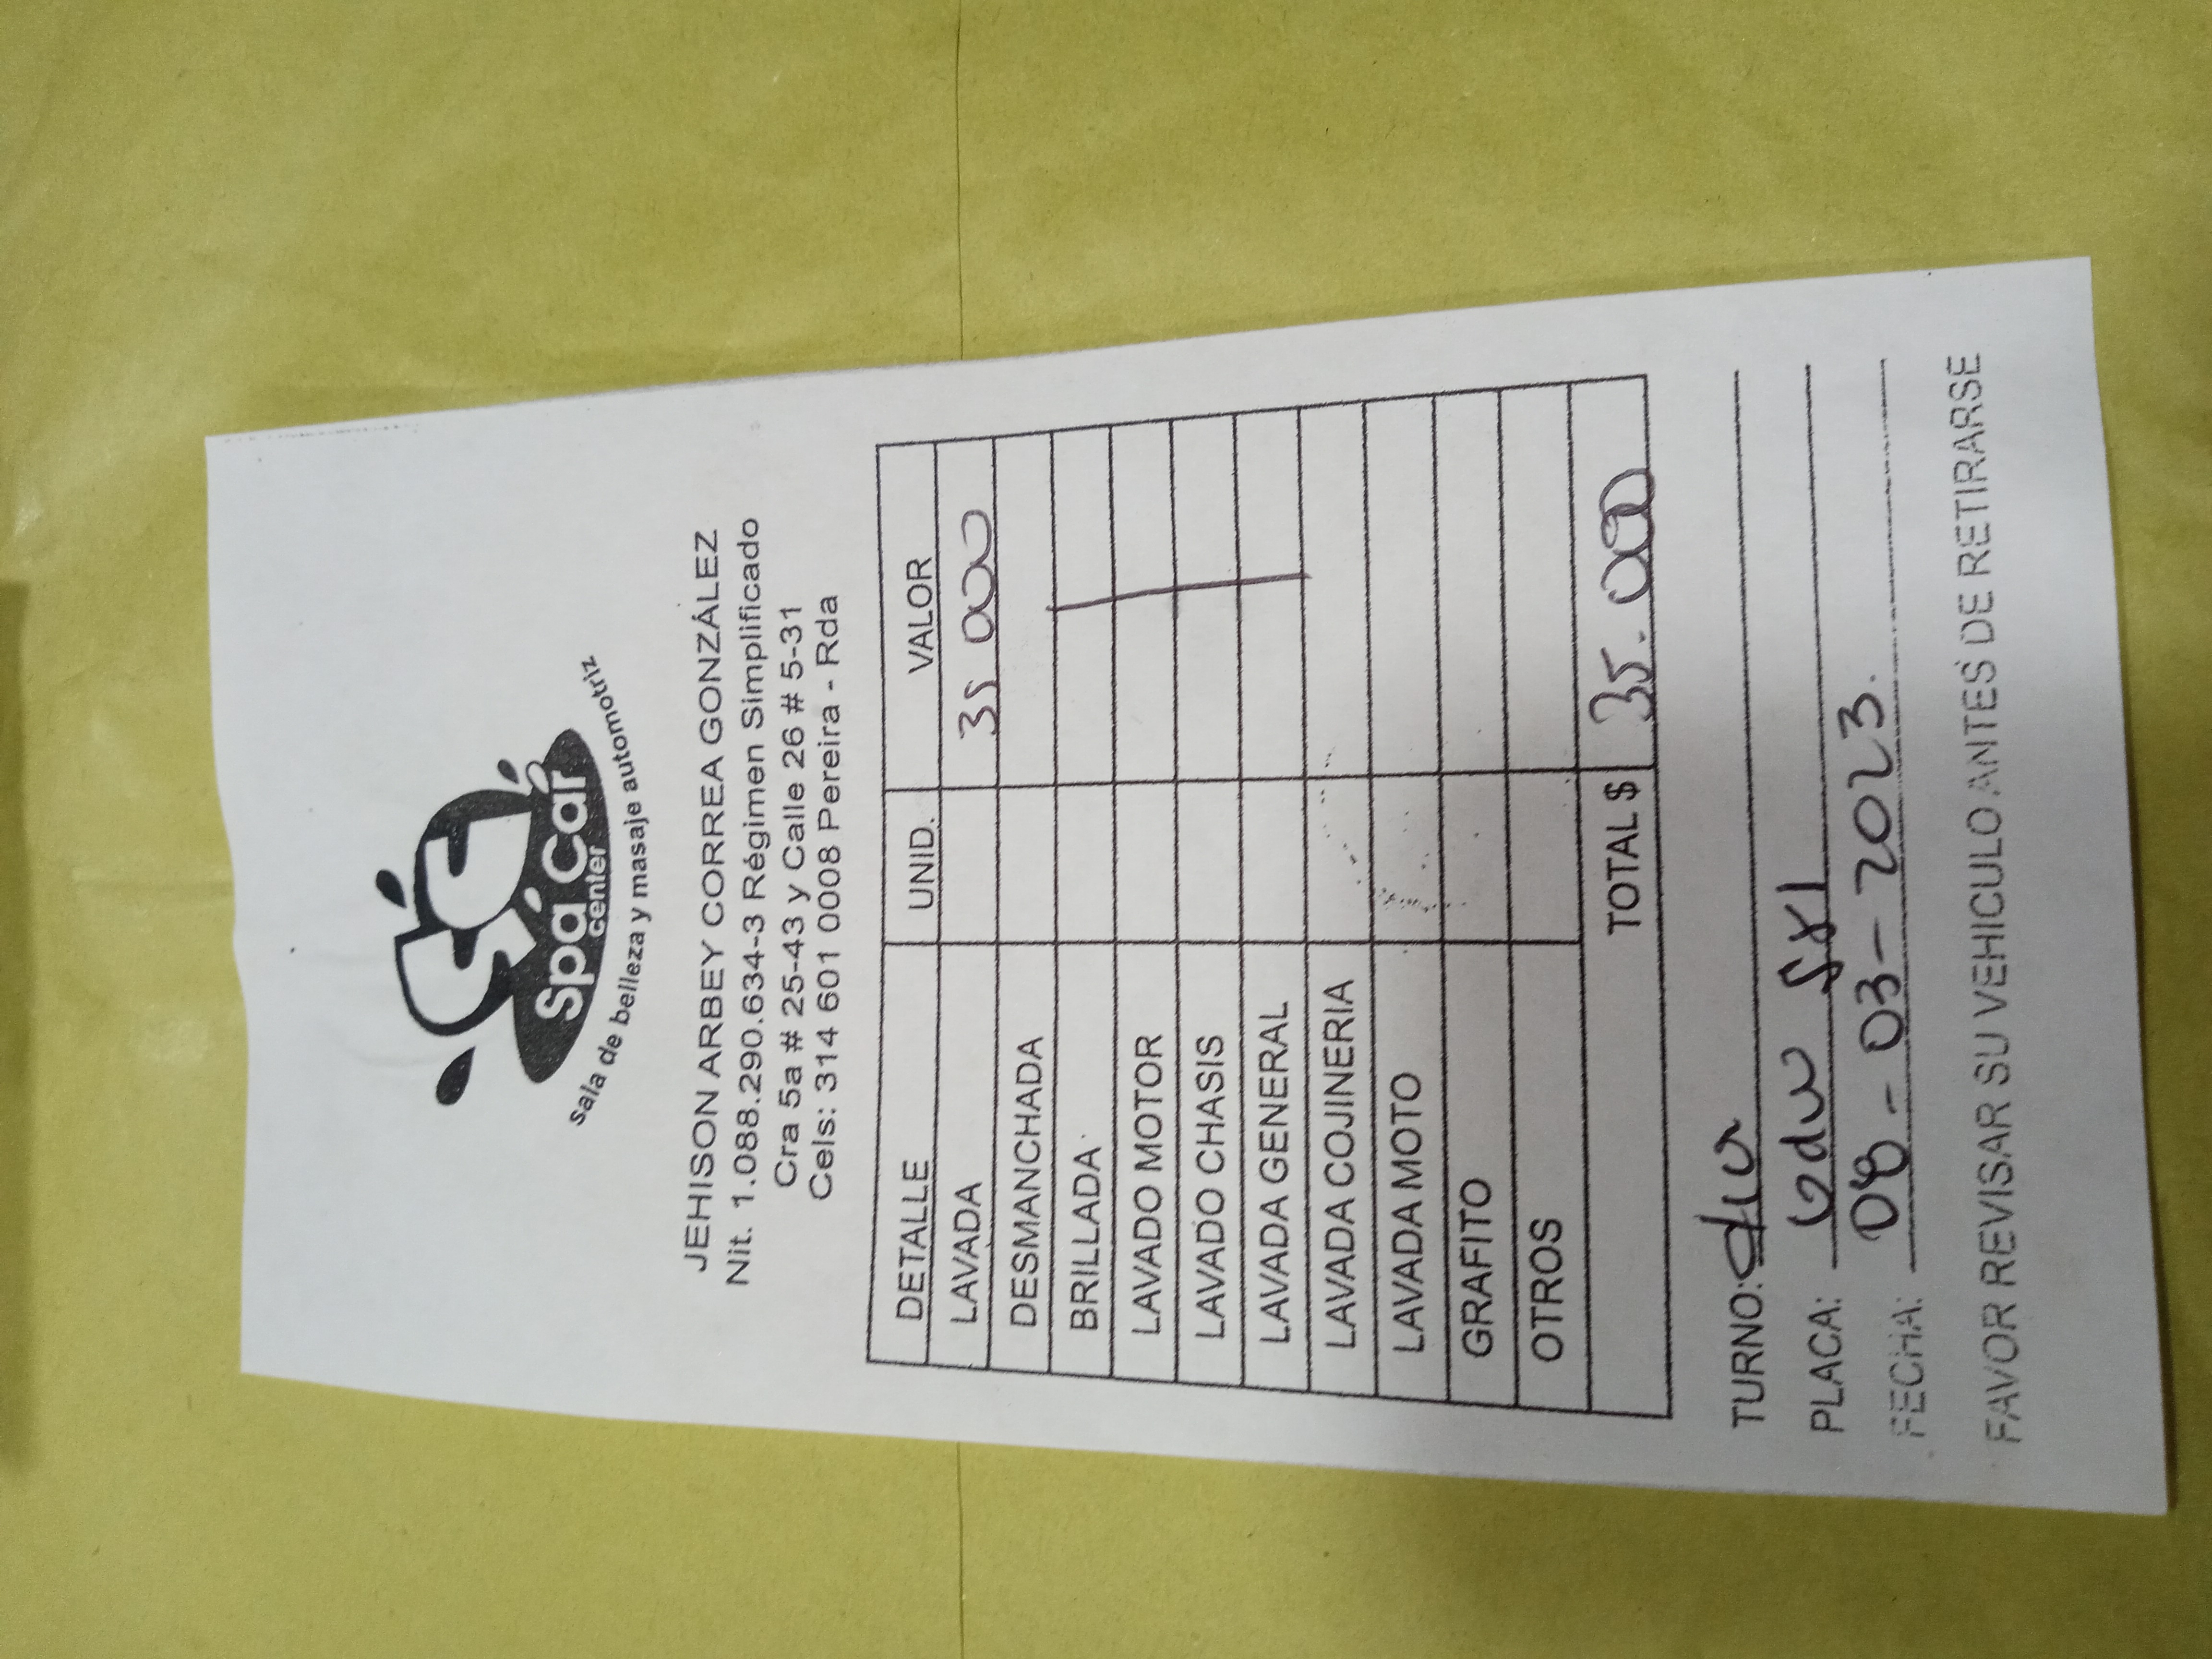 SC
Spa Car
center
sala de belleza y masaje automotriz
JEHISON ARBEY CORREA GONZÁLEZ
Nit. 1.088.290.634-3 Régimen Simplificado
Cra 5a # 25-43 y Calle 26 # 5-31
Cels: 314 601 0008 Pereira - Rda
DETALLE UNID. VALOR
LAVADA 35 000
DESMANCHADA
BRILLADA
LAVADO MOTOR
LAVADO CHASIS
LAVADA GENERAL
LAVADA COJINERIA
LAVADA MOTO
GRAFITO
OTROS
TOTAL $ 35.000
TURNO:
PLACA:
FECHA: 08-03-2023.
FAVOR REVISAR SU VEHICULO ANTES DE RETIRARSE